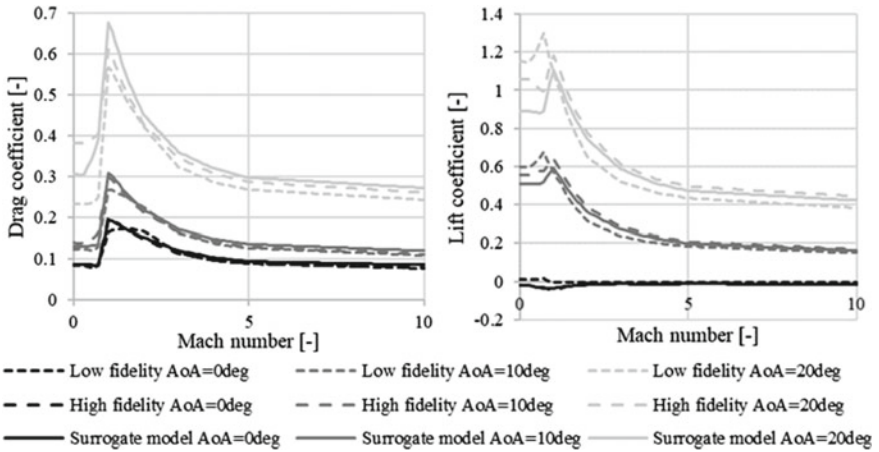 0.7
0.6
0.5
0.4
0.3
0.2
0.1
0
Drag coefficient [-]
0 5 10
Mach number [-]
1.4
1.2
1
0.8
0.6
0.4
0.2
0
-0.2
Lift coefficient [-]
0 5 10
Mach number [-]
Low fidelity AoA=0deg Low fidelity AoA=10deg Low fidelity AoA=20deg
High fidelity AoA=0deg High fidelity AoA=10deg High fidelity AoA=20deg
Surrogate model AoA=0deg Surrogate model AoA=10deg Surrogate model AoA=20deg